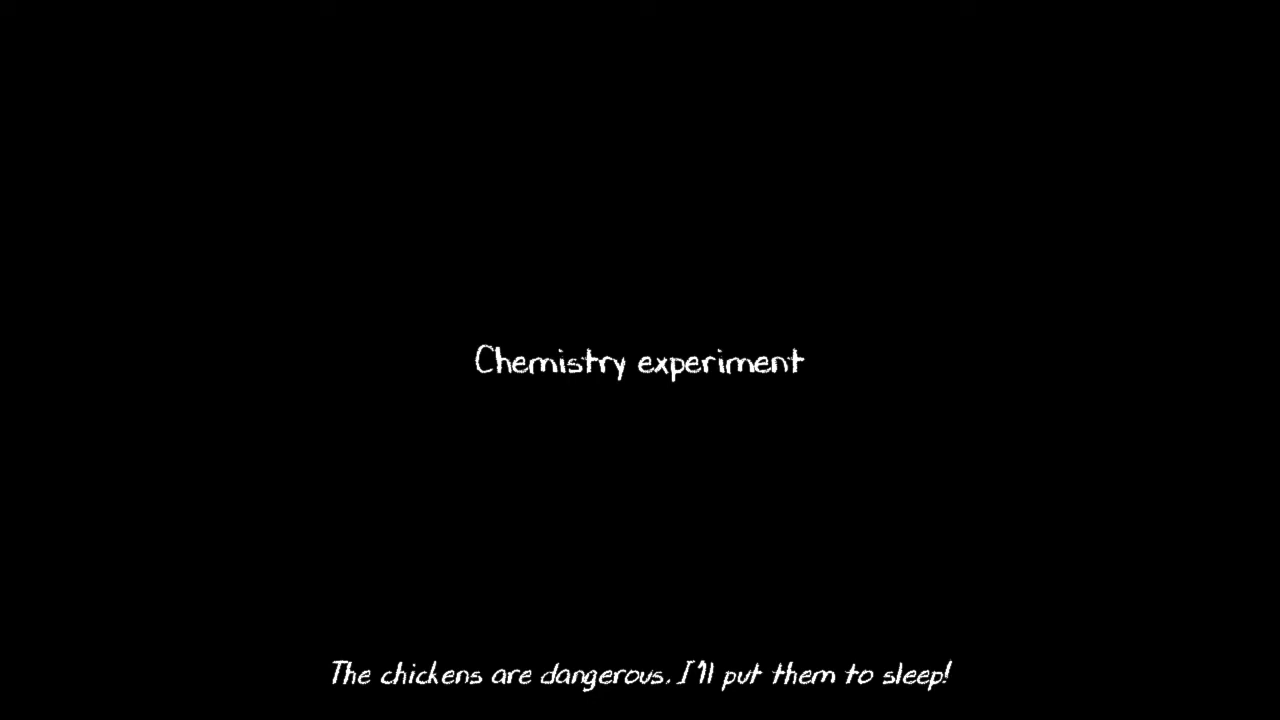 Chemistry experiment
The chickens are dangerous. I'll put them to sleep!